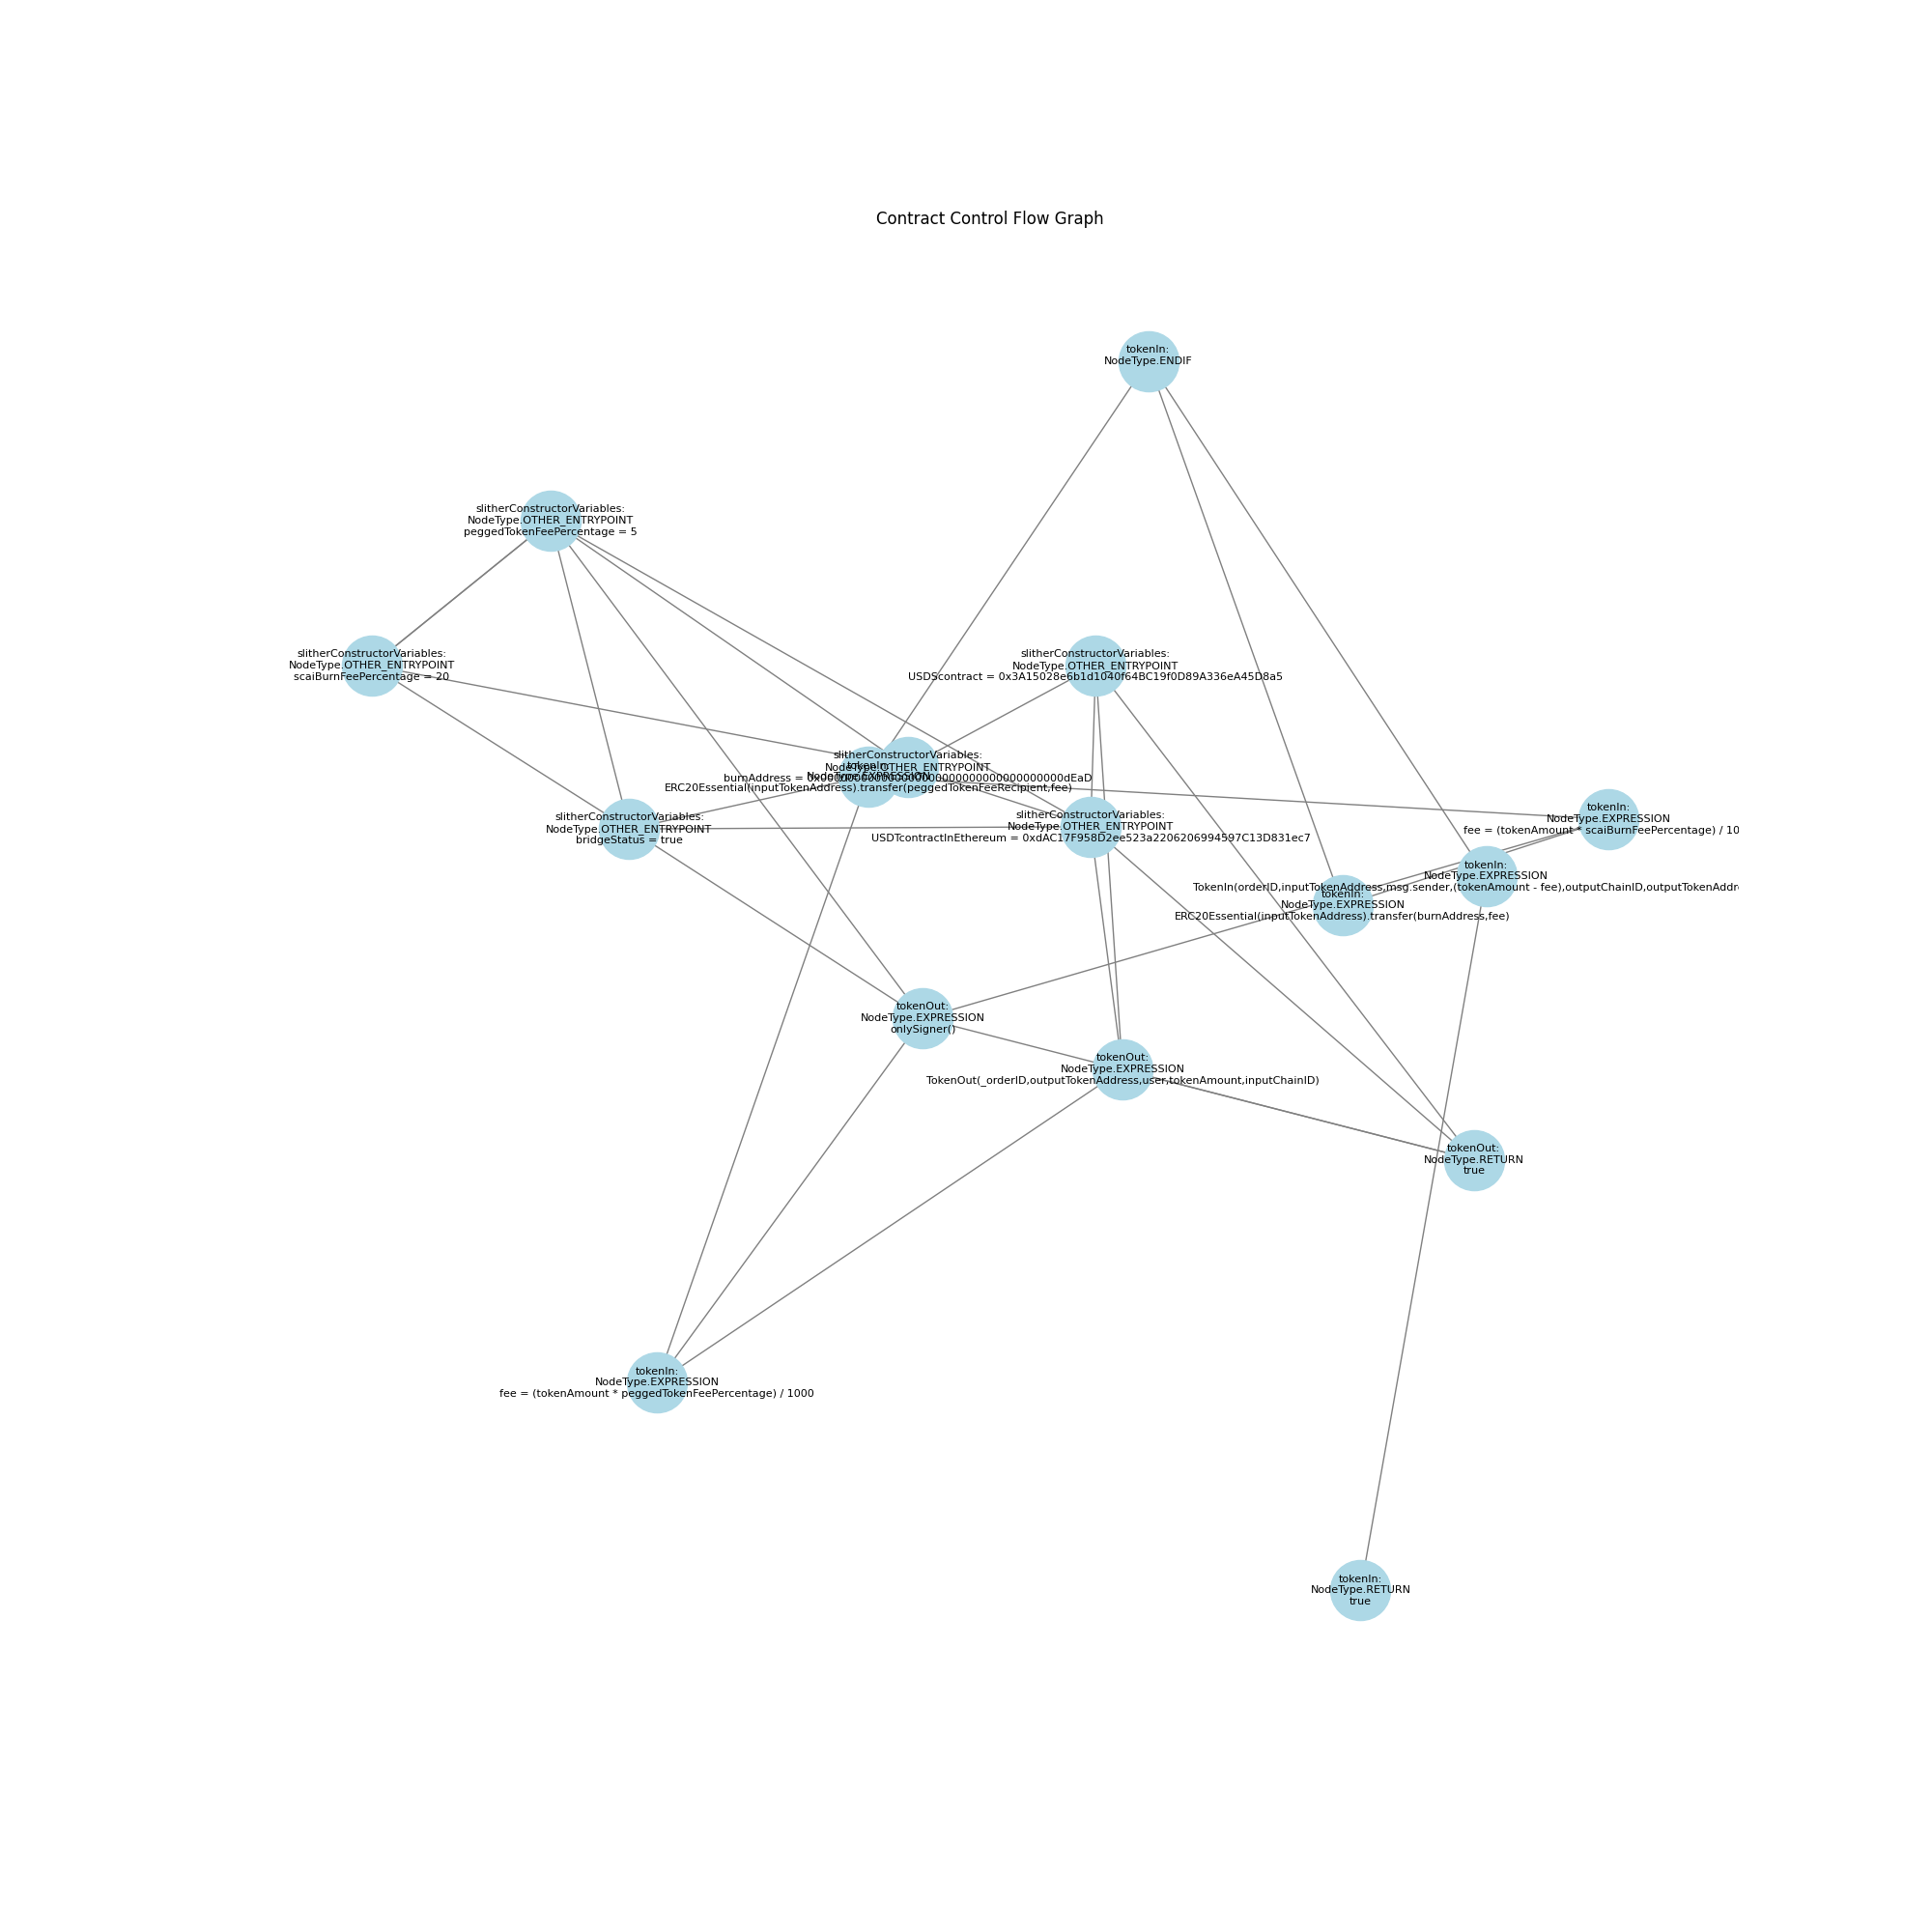 Contract Control Flow Graph
tokenIn:
NodeType.ENDIF
slitherConstructorVariables:
NodeType.OTHER_ENTRYPOINT
peggedTokenFeePercentage = 5
slitherConstructorVariables:
NodeType.OTHER_ENTRYPOINT
scaiBurnFeePercentage = 20
slitherConstructorVariables:
NodeType.OTHER_ENTRYPOINT
USDScontract = 0x3A15028e6b1d1040f64BC19f0D89A336eA45D8a5
slitherConstructorVariables:
NodeType.OTHER_ENTRYPOINT
burnAddress =
tokenIn:
NodeType.EXPRESSION
ERC20Essential(inputTokenAddress).transfer(peggedTokenFeeRecipient,fee)
slitherConstructorVariables:
NodeType.OTHER_ENTRYPOINT
bridgeStatus = true
slitherConstructorVariables:
NodeType.OTHER_ENTRYPOINT
USDTcontractInEthereum = 0xdAC17F958D2ee523a2206206994597C13D831ec7
tokenIn:
NodeType.EXPRESSION
fee = (tokenAmount * scaiBurnFeePercentage) / 10
tokenIn:
NodeType.EXPRESSION
TokenIn(orderID,inputTokenAddress,msg.sender,(tokenAmount - fee),outputChainID,outputTokenAddr
tokenIn:
NodeType.EXPRESSION
ERC20Essential(inputTokenAddress).transfer(burnAddress,fee)
tokenOut:
NodeType.EXPRESSION
onlySigner()
tokenOut:
NodeType.EXPRESSION
TokenOut(_orderID,outputTokenAddress,user,tokenAmount,inputChainID)
tokenOut:
NodeType.RETURN
true
tokenIn:
NodeType.EXPRESSION
fee = (tokenAmount * peggedTokenFeePercentage) / 1000
tokenIn:
NodeType.RETURN
true